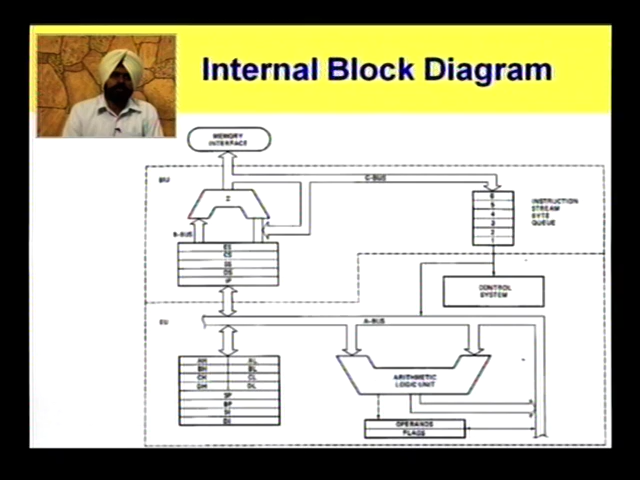 Internal Block Diagram
MEMORY
INTERFACE
BIU
C-BUS
Σ
B-BUS
ES
CS
SS
DS
IP
6
5
4
3
2
1
INSTRUCTION
STREAM
BYTE
QUEUE
CONTROL
SYSTEM
EU
A-BUS
AH AL
BH BL
CH CL
DH DL
SP
BP
SI
DI
ARITHMETIC
LOGIC UNIT
OPERANDS
FLAGS